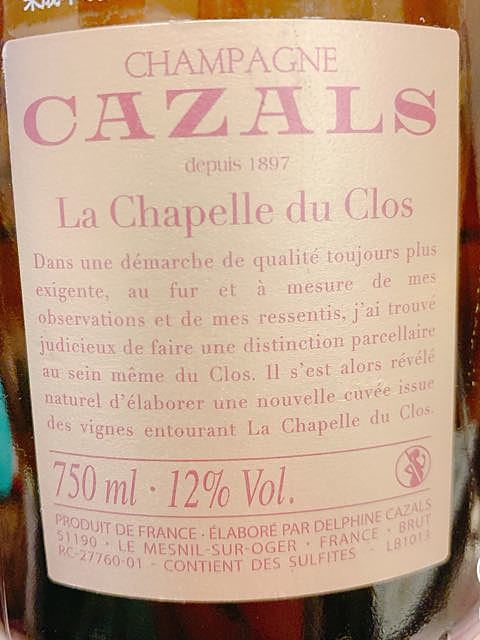 CHAMPAGNE
CAZALS
depuis 1897
La Chapelle du Clos
Dans une démarche de qualité toujours plus
exigente, au fur et à mesure de mes
observations et de mes ressentis, j'ai trouvé
judicieux de faire une distinction parcellaire
au sein même du Clos. Il s'est alors révélé
naturel d'élaborer une nouvelle cuvée issue
des vignes entourant La Chapelle du Clos.
750 ml · 12% Vol.
PRODUIT DE FRANCE · ÉLABORÉ PAR DELPHINE CAZALS
51190 · LE MESNIL-SUR-OGER · FRANCE · BRUT
RC-27760-01 - CONTIENT DES SULFITES - LB1013